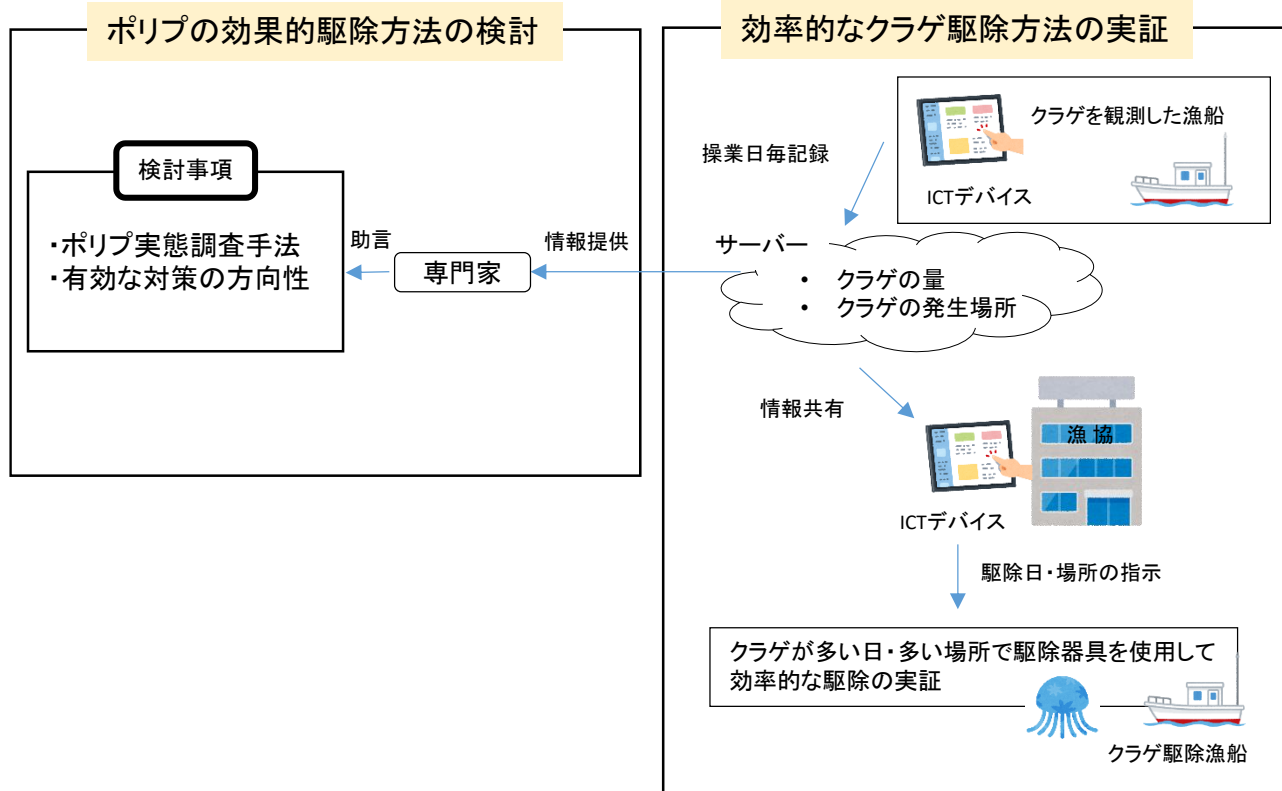 ポリプの効果的駆除方法の検討
検討事項
・ポリプ実態調査手法
・有効な対策の方向性
助言
専門家
情報提供
効率的なクラゲ駆除方法の実証
クラゲを観測した漁船
ICTデバイス
操業日毎記録
サーバー
・ クラゲの量
・ クラゲの発生場所
情報共有
漁協
ICTデバイス
駆除日・場所の指示
クラゲが多い日・多い場所で駆除器具を使用して
効率的な駆除の実証
クラゲ駆除漁船